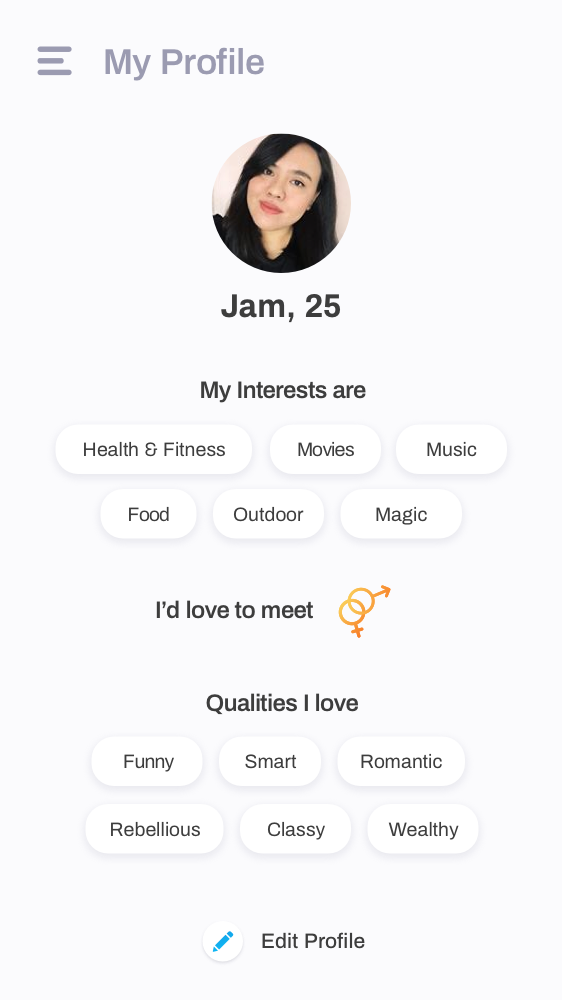 My Profile
Jam, 25
My Interests are
Health & Fitness Movies Music
Food Outdoor Magic
I’d love to meet
Qualities I love
Funny Smart Romantic
Rebellious Classy Wealthy
Edit Profile